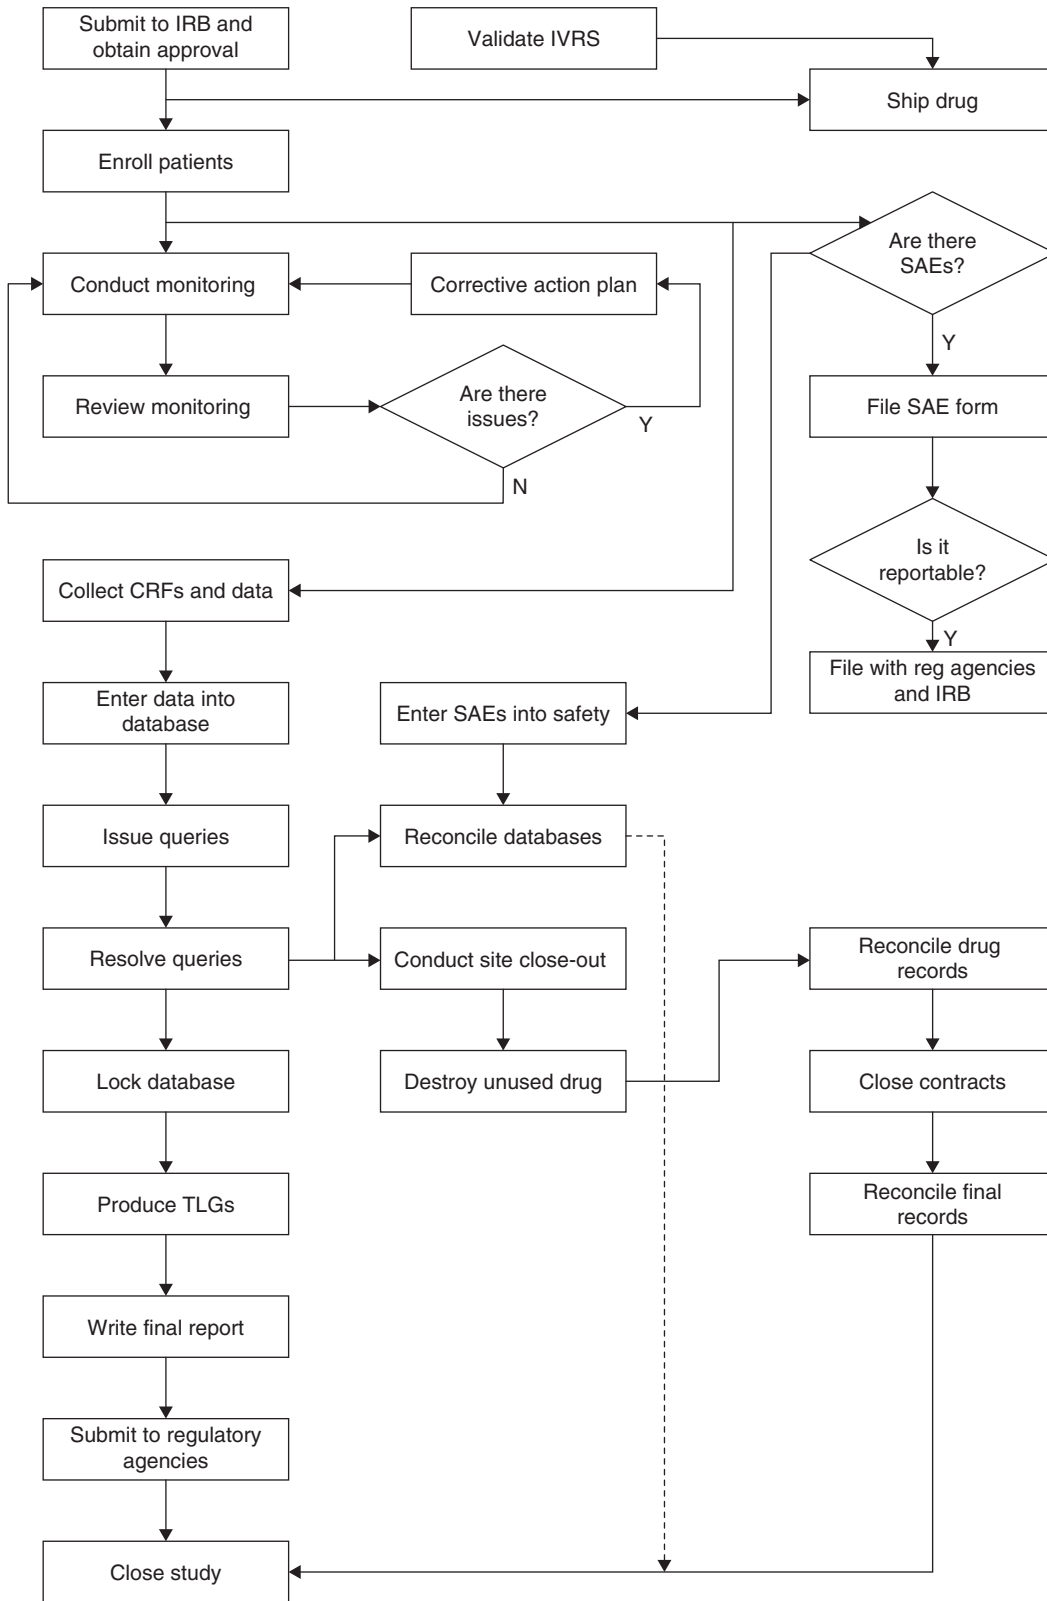 Submit to IRB and
obtain approval
Validate IVRS
Ship drug
Enroll patients
Are there
SAEs?
Conduct monitoring
Corrective action plan
Y
Review monitoring
Are there
issues?
Y
File SAE form
N
Is it
reportable?
Collect CRFs and data
Y
File with reg agencies
and IRB
Enter data into
database
Enter SAEs into safety
Issue queries
Reconcile databases
Resolve queries
Conduct site close-out
Reconcile drug
records
Lock database
Destroy unused drug
Close contracts
Produce TLGs
Reconcile final
records
Write final report
Submit to regulatory
agencies
Close study